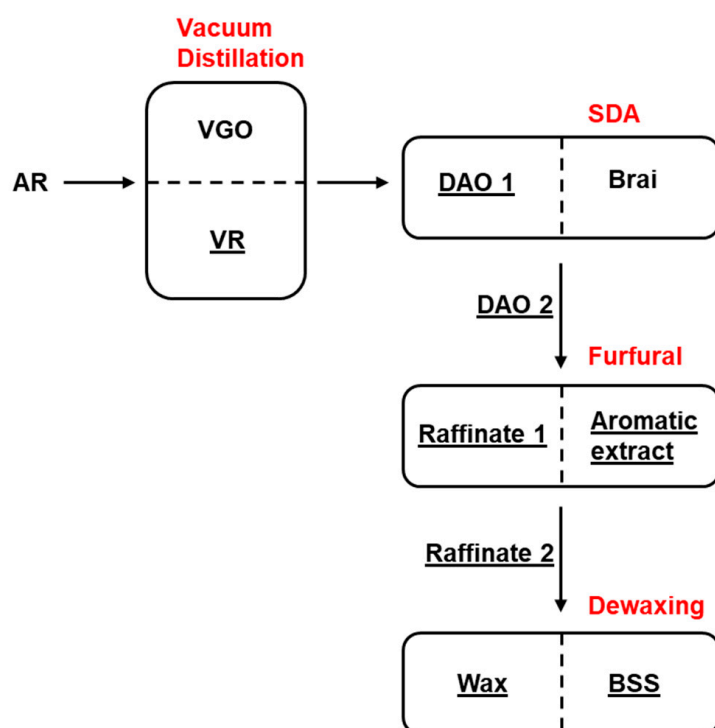 Vacuum
Distillation
VGO
AR
VR
SDA
DAO 1
Brai
DAO 2
Furfural
Raffinate 1
Aromatic
extract
Raffinate 2
Dewaxing
Wax
BSS